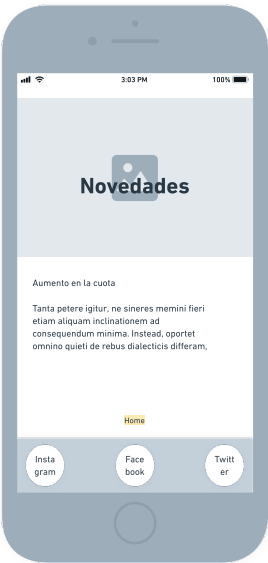 3:03 PM 100%
Novedades
Aumento en la cuota
Tanta petere igitur, ne sineres memini fieri
etiam aliquam inclinationem ad
consequendum minima. Instead, oportet
omnino quieti de rebus dialecticis differam,
Home
Insta
gram
Face
book
Twitt
er